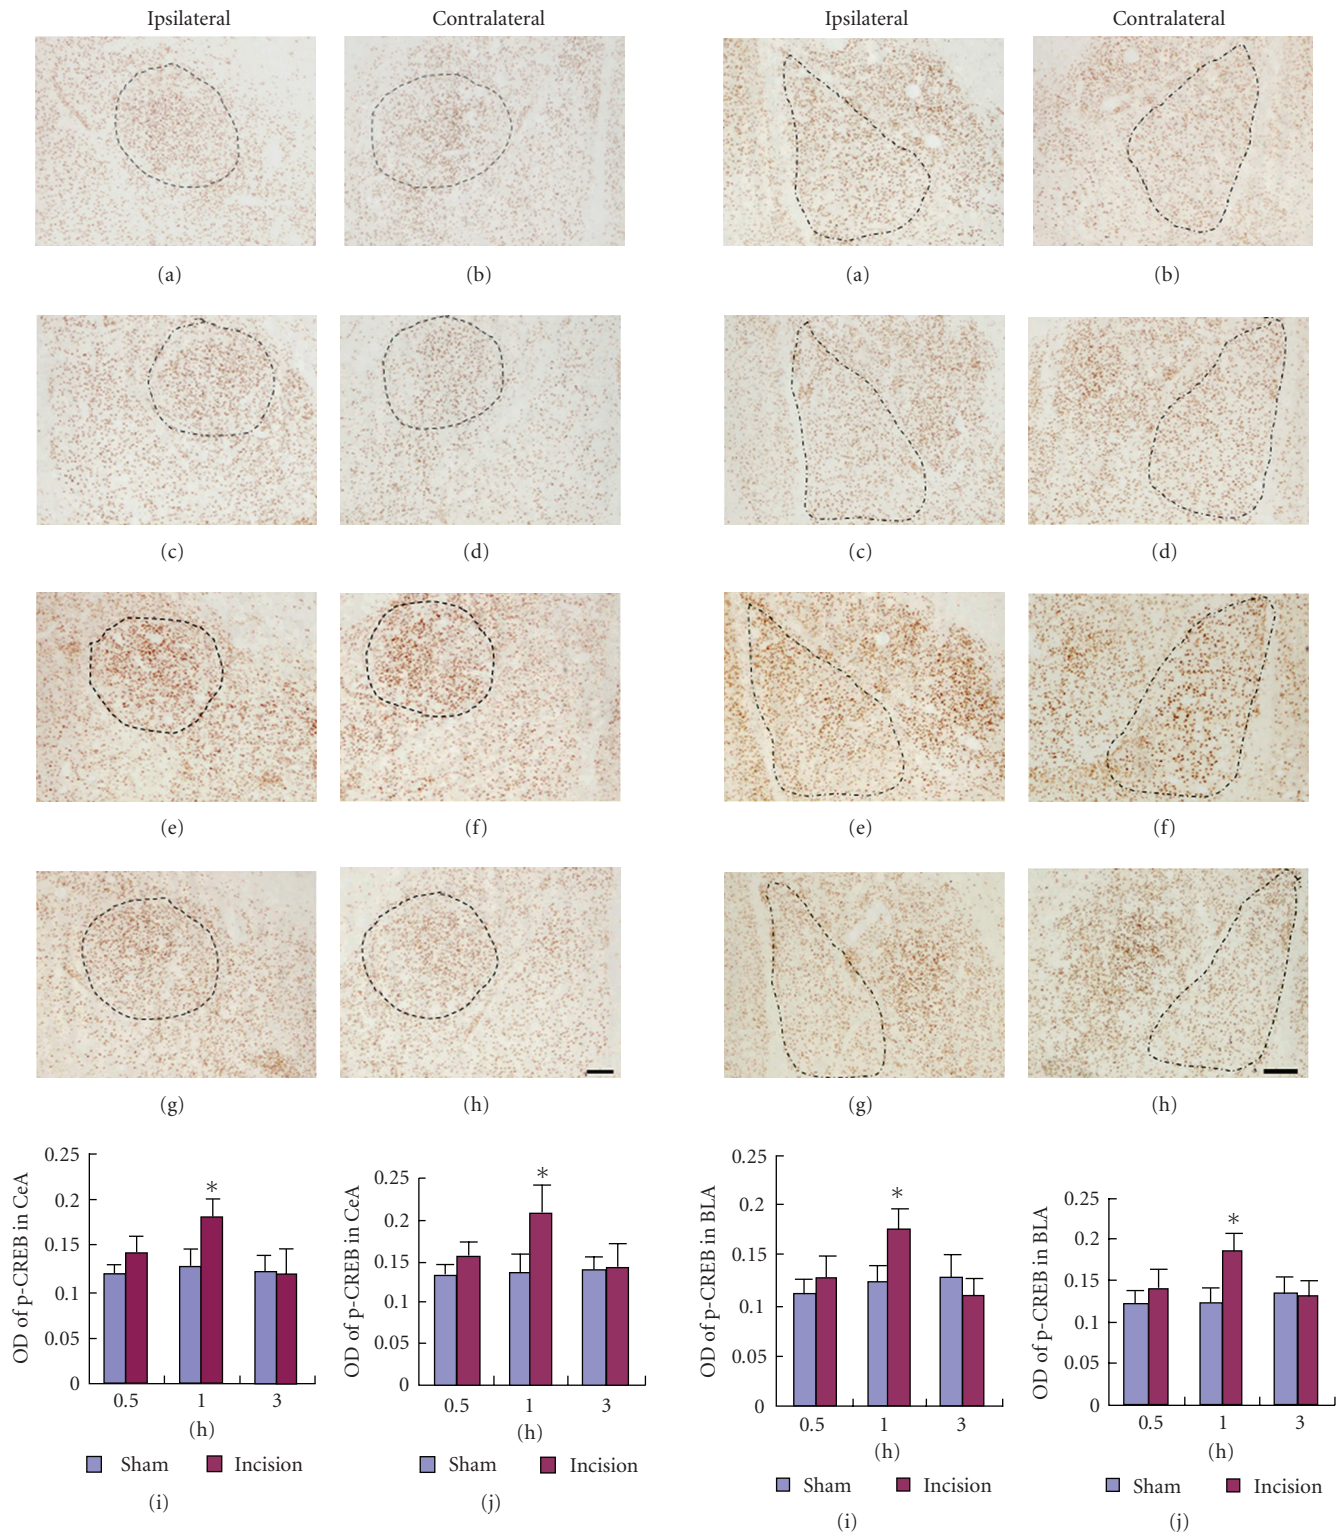 Ipsilateral Contralateral Ipsilateral Contralateral
(a) (b) (a) (b)
(c) (d) (c) (d)
(e) (f) (e) (f)
(g) (h) (g) (h)
OD of p-CREB in CeA
0.25
0.2
0.15
0.1
0.05
0
*
0.5 1 3
(h)
Sham Incision
(i)
OD of p-CREB in CeA
0.25
0.2
0.15
0.1
0.05
0
*
0.5 1 3
(h)
Sham Incision
(j)
OD of p-CREB in BLA
0.25
0.2
0.15
0.1
0.05
0
*
0.5 1 3
(h)
Sham Incision
(i)
OD of p-CREB in BLA
0.25
0.2
0.15
0.1
0.05
0
*
0.5 1 3
(h)
Sham Incision
(j)